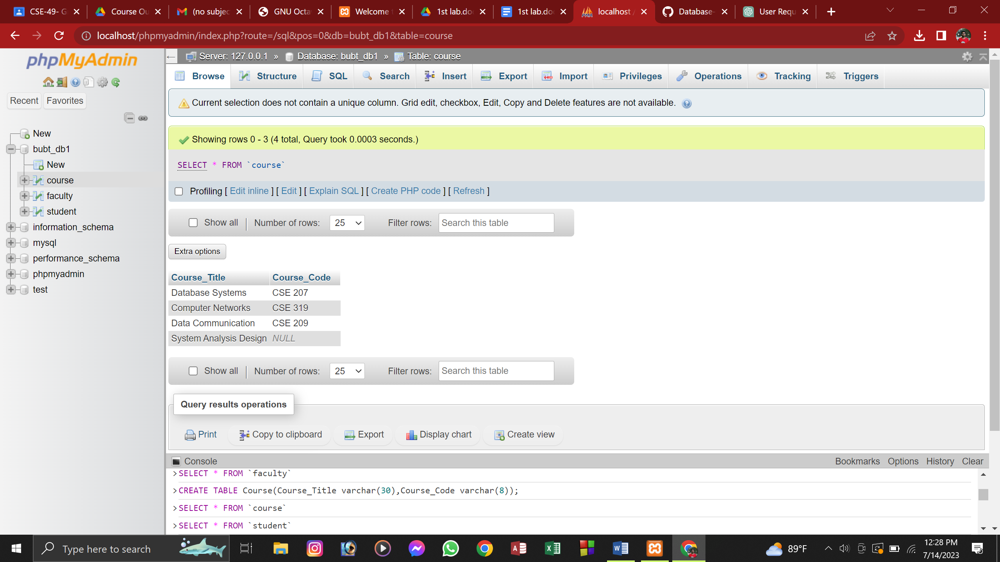 CSE-49- G
Course Ou
(no subjec
GNU Octa
Welcome t
1st lab.doc
1st lab.doc
localhost /
Database-
User Requ
localhost/phpmyadmin/index.php?route=/sql&pos=0&db=bubt_db1&table=course
phpMyAdmin
Recent
Favorites
New
bubt_db1
New
course
faculty
student
information_schema
mysql
performance_schema
phpmyadmin
test
Server: 127.0.0.1 » Database: bubt_db1 » Table: course
Browse Structure SQL Search Insert Export Import Privileges Operations Tracking Triggers
Current selection does not contain a unique column. Grid edit, checkbox, Edit, Copy and Delete features are not available.
Showing rows 0 - 3 (4 total, Query took 0.0003 seconds.)
SELECT * FROM `course`
Profiling [ Edit inline ] [ Edit ] [ Explain SQL ] [ Create PHP code ] [ Refresh ]
Show all | Number of rows: 25 Filter rows: Search this table
Extra options
Course_Title Course_Code
Database Systems CSE 207
Computer Networks CSE 319
Data Communication CSE 209
System Analysis Design NULL
Show all | Number of rows: 25 Filter rows: Search this table
Query results operations
Print Copy to clipboard Export Display chart Create view
Console Bookmarks Options History Clear
>SELECT * FROM `faculty`
>CREATE TABLE Course(Course_Title varchar(30),Course_Code varchar(8));
>SELECT * FROM `course`
>SELECT * FROM `student`
Type here to search
89°F
12:28 PM
7/14/2023